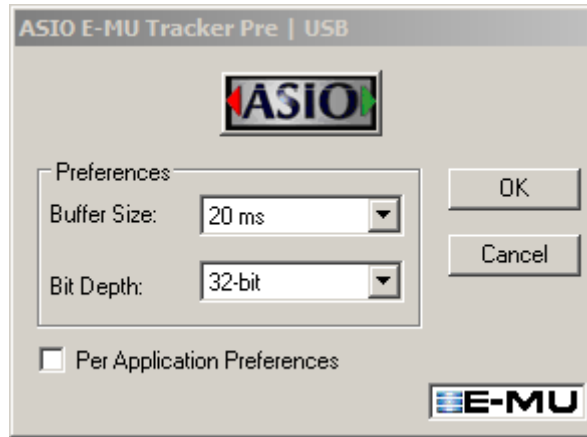 ASIO E-MU Tracker Pre | USB
ASIO
Preferences
Buffer Size: 20 ms
Bit Depth: 32-bit
OK
Cancel
Per Application Preferences
E-MU